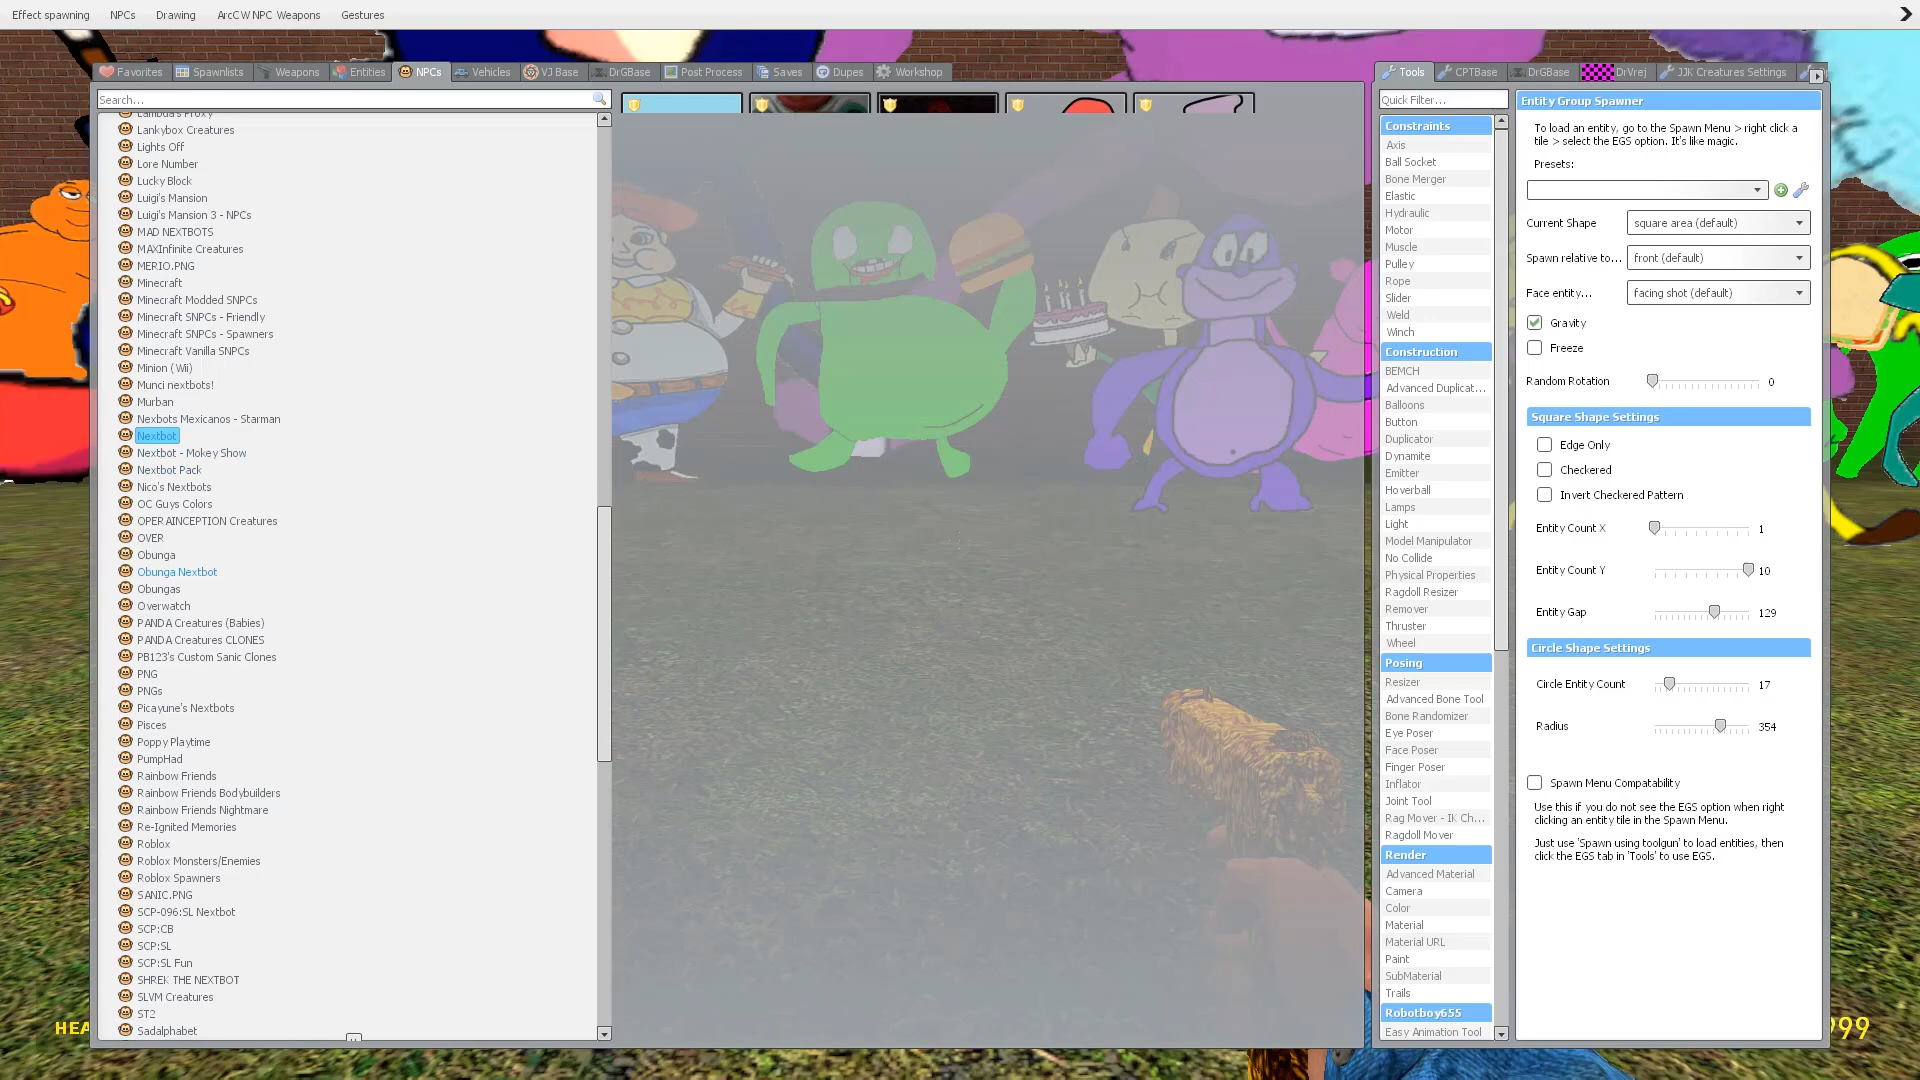 Effect spawning NPCs Drawing ArcCW NPC Weapons Gestures
Favorites Spawnlists Weapons Entities NPCs Vehicles VJ Base DrGBase Post Process Saves Dupes Workshop
Search...
Lambda's Proxy
Lankybox Creatures
Lights Off
Lore Number
Lucky Block
Luigi's Mansion
Luigi's Mansion 3 - NPCs
MAD NEXTBOTS
MAXInfinite Creatures
MERIO.PNG
Minecraft
Minecraft Modded SNPCs
Minecraft SNPCs - Friendly
Minecraft SNPCs - Spawners
Minecraft Vanilla SNPCs
Minion (Wii)
Munci nextbots!
Murban
Nexbots Mexicanos - Starman
Nextbot
Nextbot - Mokey Show
Nextbot Pack
Nico's Nextbots
OC Guys Colors
OPERAINCEPTION Creatures
OVER
Obunga
Obunga Nextbot
Obungas
Overwatch
PANDA Creatures (Babies)
PANDA Creatures CLONES
PB123's Custom Sanic Clones
PNG
PNGs
Picayune's Nextbots
Pisces
Poppy Playtime
PumpHad
Rainbow Friends
Rainbow Friends Bodybuilders
Rainbow Friends Nightmare
Re-Ignited Memories
Roblox
Roblox Monsters/Enemies
Roblox Spawners
SANIC.PNG
SCP-096:SL Nextbot
SCP:CB
SCP:SL
SCP:SL Fun
SHREK THE NEXTBOT
SLVM Creatures
ST2
Sadalphabet
HEA
Tools CPTBase DrGBase DrVrej JJK Creatures Settings
Quick Filter...
Constraints
Axis
Ball Socket
Bone Merger
Elastic
Hydraulic
Motor
Muscle
Pulley
Rope
Slider
Weld
Winch
Construction
BEMCH
Advanced Duplicat...
Balloons
Button
Duplicator
Dynamite
Emitter
Hoverball
Lamps
Light
Model Manipulator
No Collide
Physical Properties
Ragdoll Resizer
Remover
Thruster
Wheel
Posing
Resizer
Advanced Bone Tool
Bone Randomizer
Eye Poser
Face Poser
Finger Poser
Inflator
Joint Tool
Rag Mover - IK Ch...
Ragdoll Mover
Render
Advanced Material
Camera
Color
Material
Material URL
Paint
SubMaterial
Trails
Robotboy655
Easy Animation Tool
Entity Group Spawner
To load an entity, go to the Spawn Menu > right click a
tile > select the EGS option. It's like magic.
Presets:
Current Shape square area (default)
Spawn relative to... front (default)
Face entity... facing shot (default)
Gravity
Freeze
Random Rotation 0
Square Shape Settings
Edge Only
Checkered
Invert Checkered Pattern
Entity Count X 1
Entity Count Y 10
Entity Gap 129
Circle Shape Settings
Circle Entity Count 17
Radius 354
Spawn Menu Compatability
Use this if you do not see the EGS option when right
clicking an entity tile in the Spawn Menu.
Just use 'Spawn using toolgun' to load entities, then
click the EGS tab in 'Tools' to use EGS.
999